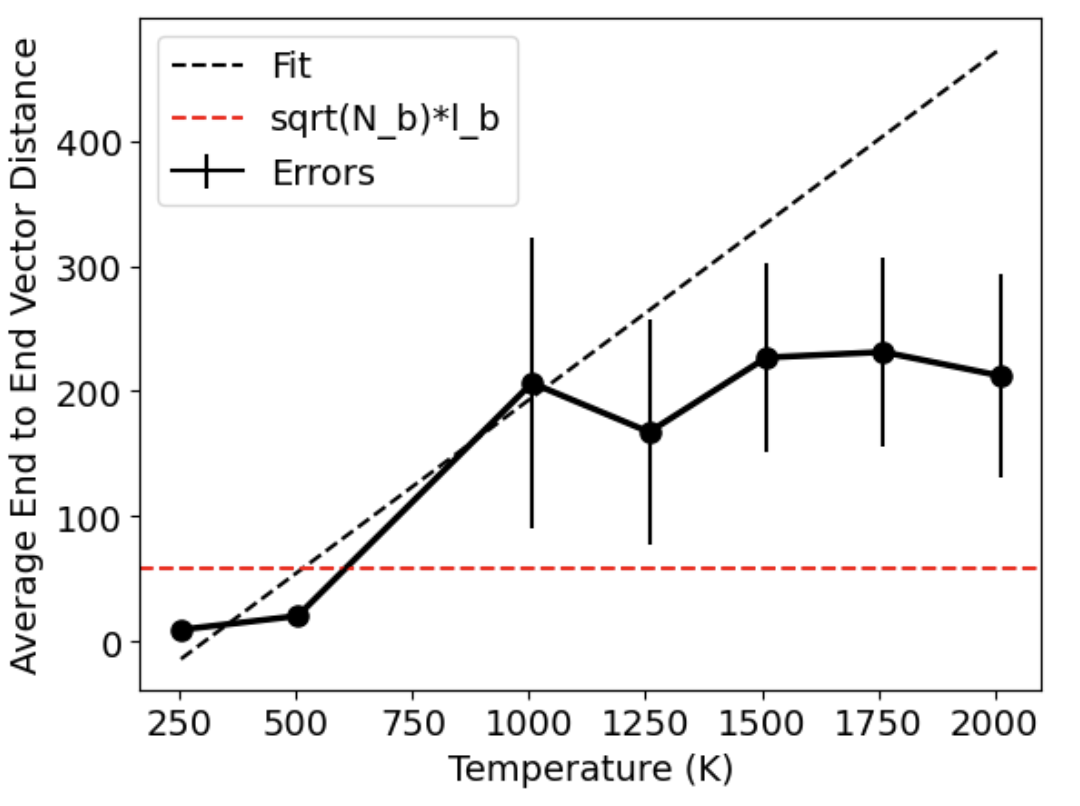 Average End to End Vector Distance
400
300
200
100
0
Fit
sqrt(N_b)*l_b
Errors
250 500 750 1000 1250 1500 1750 2000
Temperature (K)